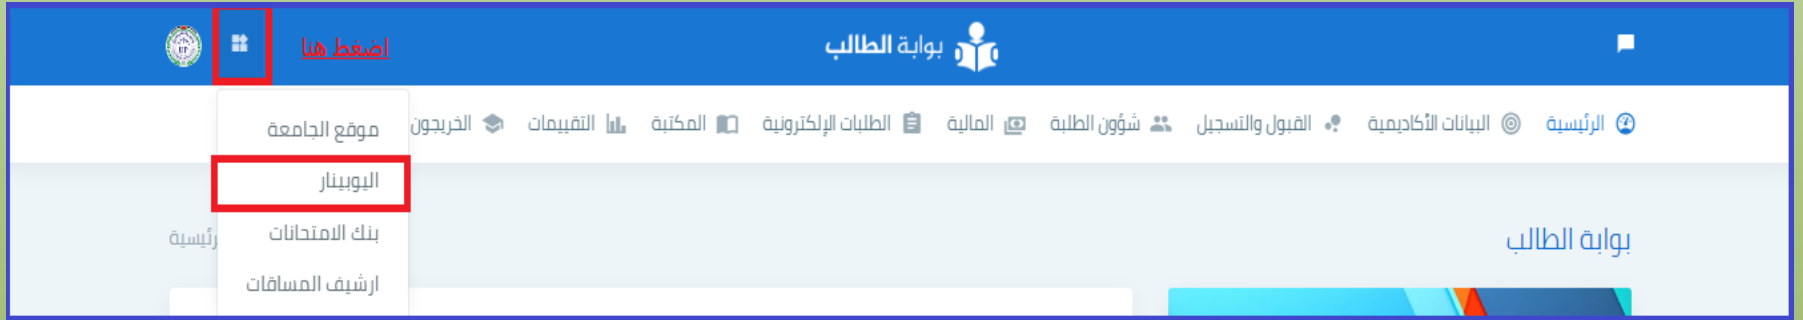 بوابة الطالب
اضغط هنا
الرئيسية البيانات الأكاديمية القبول والتسجيل شؤون الطلبة المالية الطلبات الإلكترونية المكتبة التقييمات الخريجون
موقع الجامعة
اليوبينار
بنك الامتحانات
ارشيف المساقات
بوابة الطالب